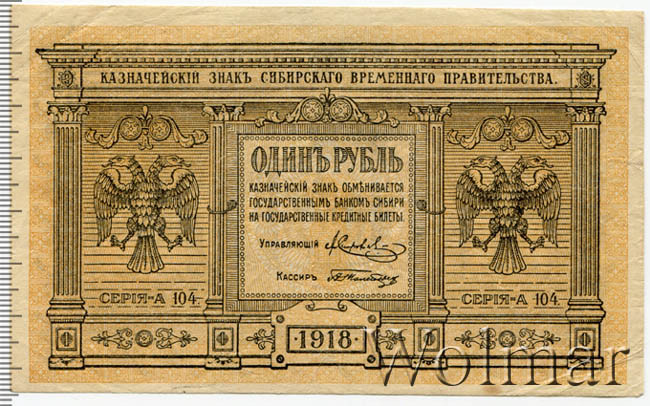 КАЗНАЧЕЙСКІЙ ЗНАКЪ СИБИРСКАГО ВРЕМЕННАГО ПРАВИТЕЛЬСТВА.
ОДИНЪ РУБЛЬ
КАЗНАЧЕЙСКІЙ ЗНАКЪ ОБМѢНИВАЕТСЯ
ГОСУДАРСТВЕННЫМЪ БАНКОМЪ СИБИРИ
НА ГОСУДАРСТВЕННЫЕ КРЕДИТНЫЕ БИЛЕТЫ.
УПРАВЛЯЮЩІЙ
КАССИРЪ
СЕРІЯ-А 104.
СЕРІЯ-А 104.
·1918·
Wolmar